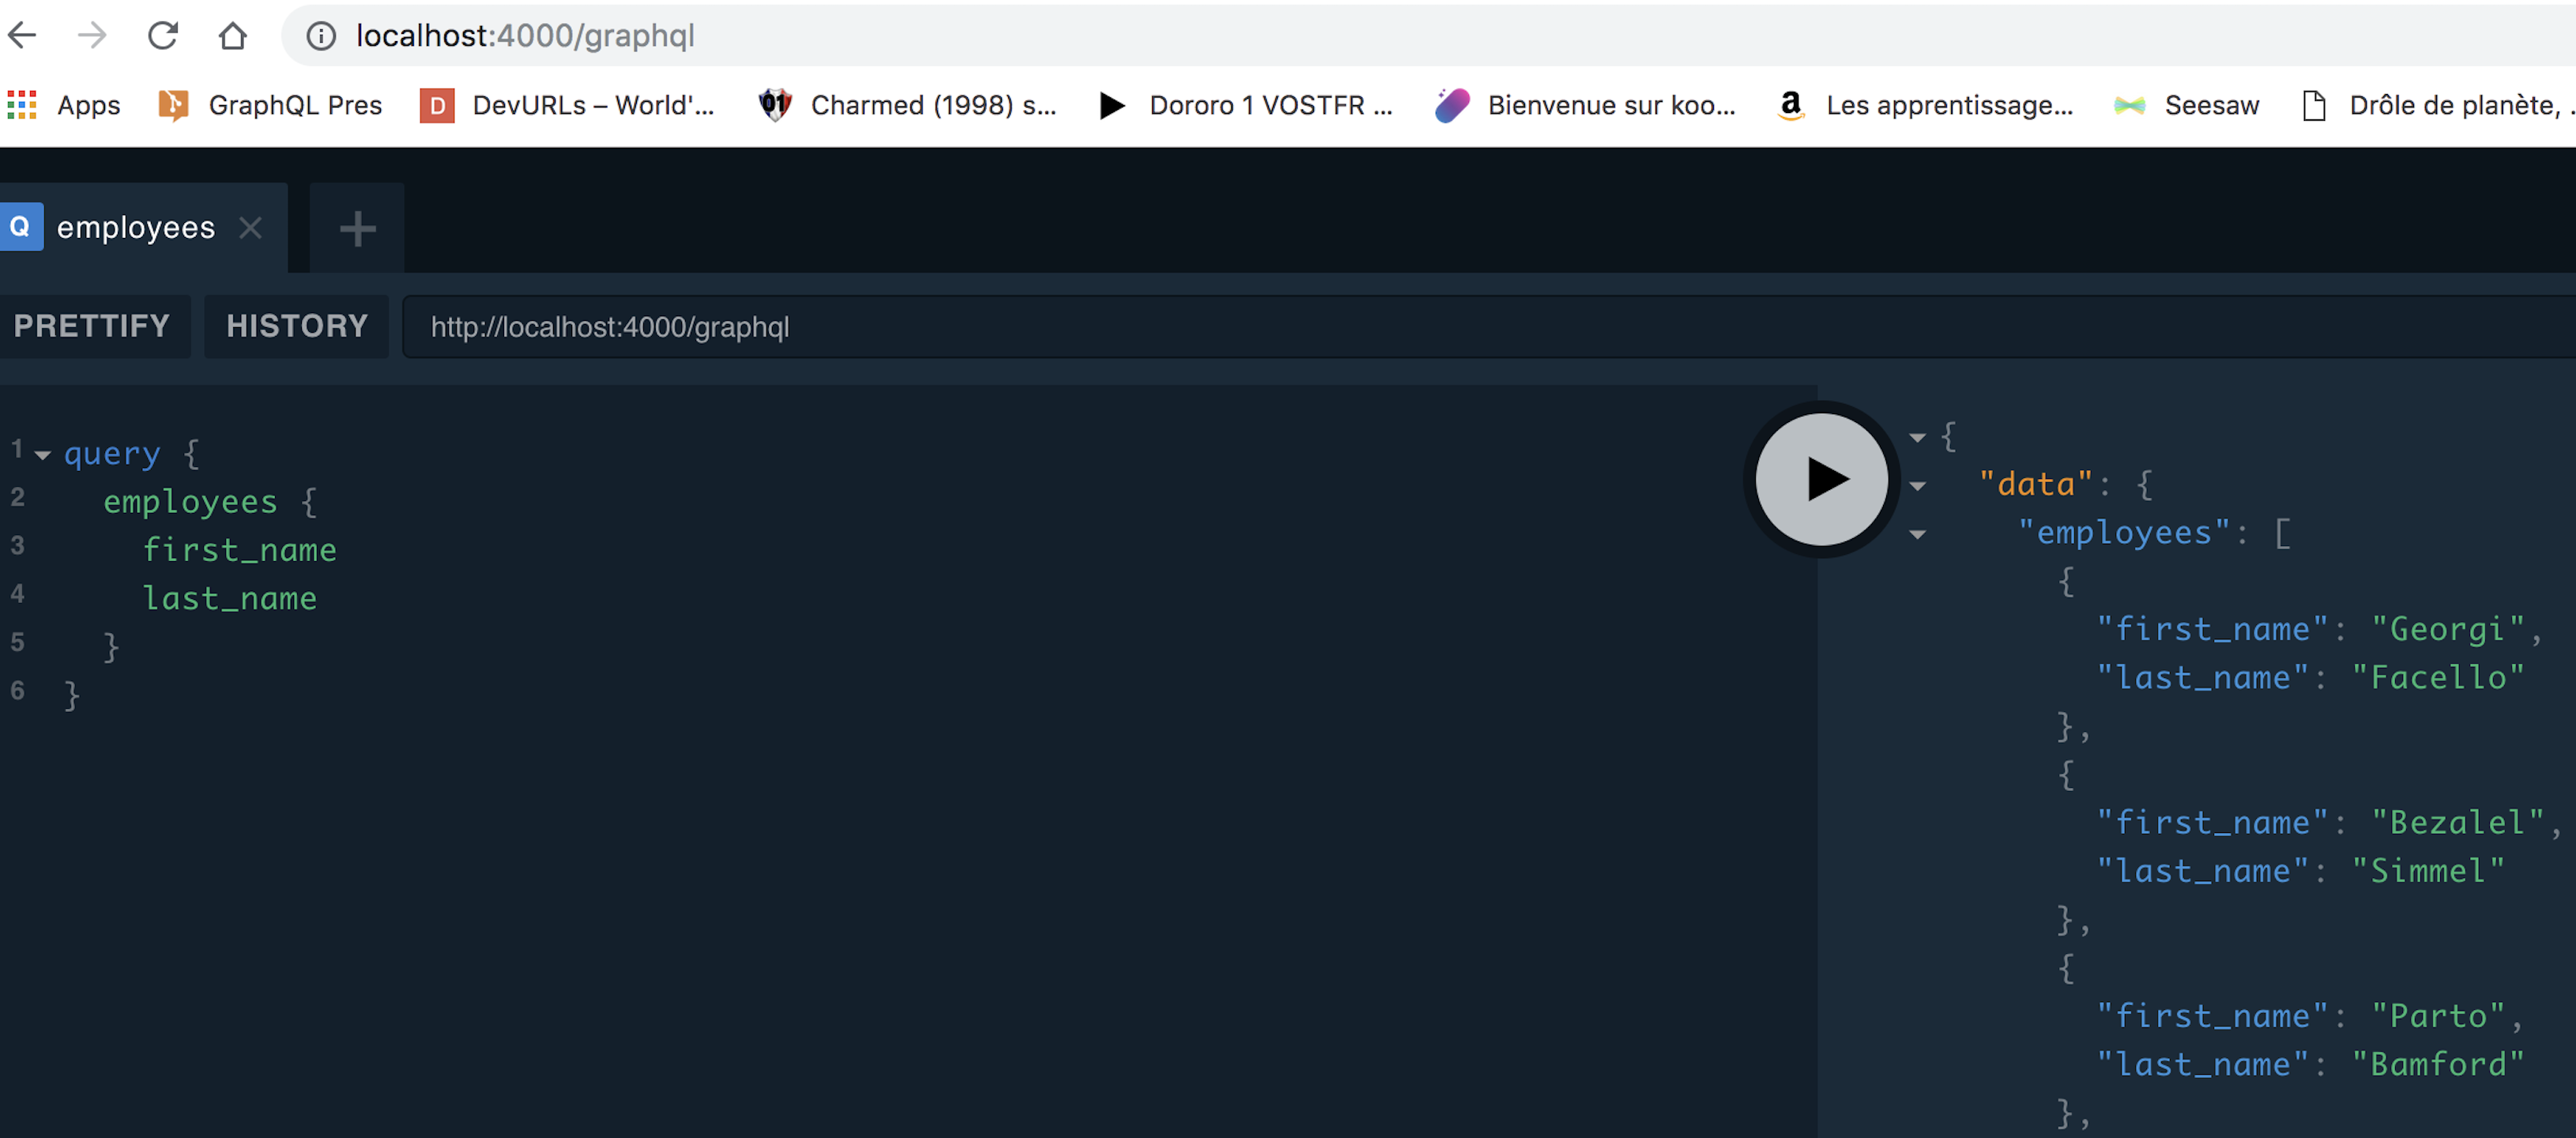 localhost:4000/graphql
Apps GraphQL Pres D DevURLs – World'... 01 Charmed (1998) s... Dororo 1 VOSTFR ... Bienvenue sur koo... a Les apprentissage... Seesaw Drôle de planète, .
Q employees × +
PRETTIFY HISTORY http://localhost:4000/graphql
1 query {
2 employees {
3 first_name
4 last_name
5 }
6 }
{
"data": {
"employees": [
{
"first_name": "Georgi",
"last_name": "Facello"
},
{
"first_name": "Bezalel",
"last_name": "Simmel"
},
{
"first_name": "Parto",
"last_name": "Bamford"
},